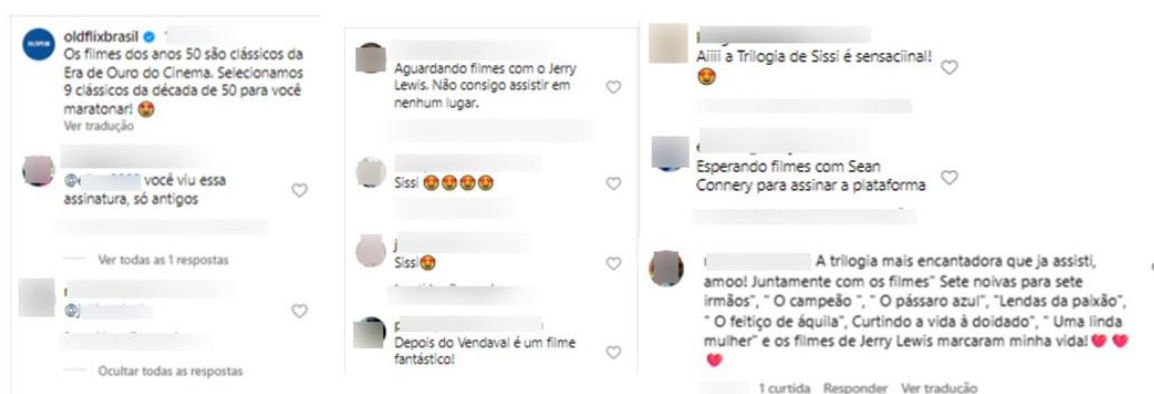 oldflixbrasil
Os filmes dos anos 50 são clássicos da
Era de Ouro do Cinema. Selecionamos
9 clássicos da década de 50 para você
maratonar! 😍
Ver tradução
você viu essa
assinatura, só antigos
Ver todas as 1 respostas
Ocultar todas as respostas
Aguardando filmes com o Jerry
Lewis. Não consigo assistir em
nenhum lugar.
Sissi 😍😍😍😍
Sissi😍
Depois do Vendaval é um filme
fantástico!
Aiiii a Trilogia de Sissi é sensaciinal!
😍
Esperando filmes com Sean
Connery para assinar a plataforma
A trilogia mais encantadora que ja assisti,
amoo! Juntamente com os filmes" Sete noivas para sete
irmãos", " O campeão ", " O pássaro azul", "Lendas da paixão",
" O feitiço de áquila", Curtindo a vida à doidado", " Uma linda
mulher" e os filmes de Jerry Lewis marcaram minha vida! ❤️ ❤️
❤️
1 curtida Responder Ver tradução